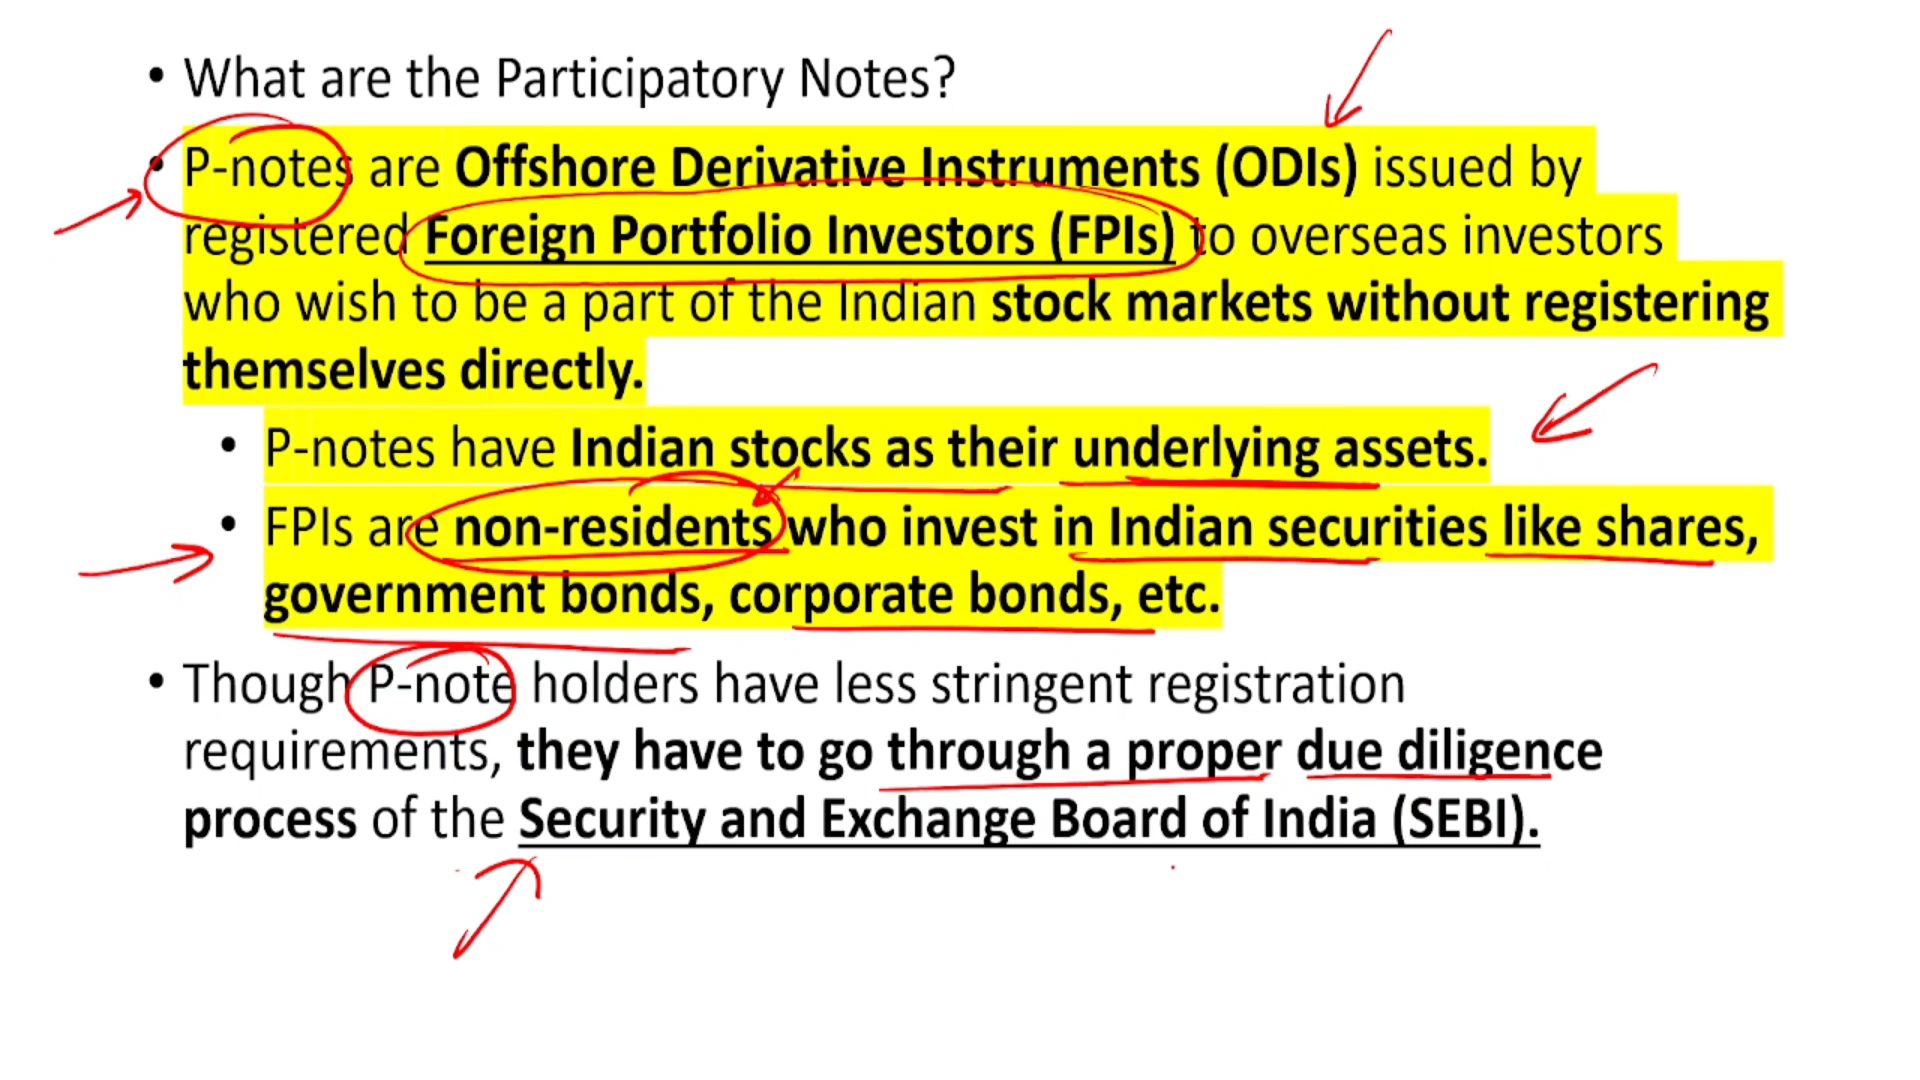 • What are the Participatory Notes?
• P-notes are Offshore Derivative Instruments (ODIs) issued by
registered Foreign Portfolio Investors (FPIs) to overseas investors
who wish to be a part of the Indian stock markets without registering
themselves directly.
• P-notes have Indian stocks as their underlying assets.
• FPIs are non-residents who invest in Indian securities like shares,
government bonds, corporate bonds, etc.
• Though P-note holders have less stringent registration
requirements, they have to go through a proper due diligence
process of the Security and Exchange Board of India (SEBI).